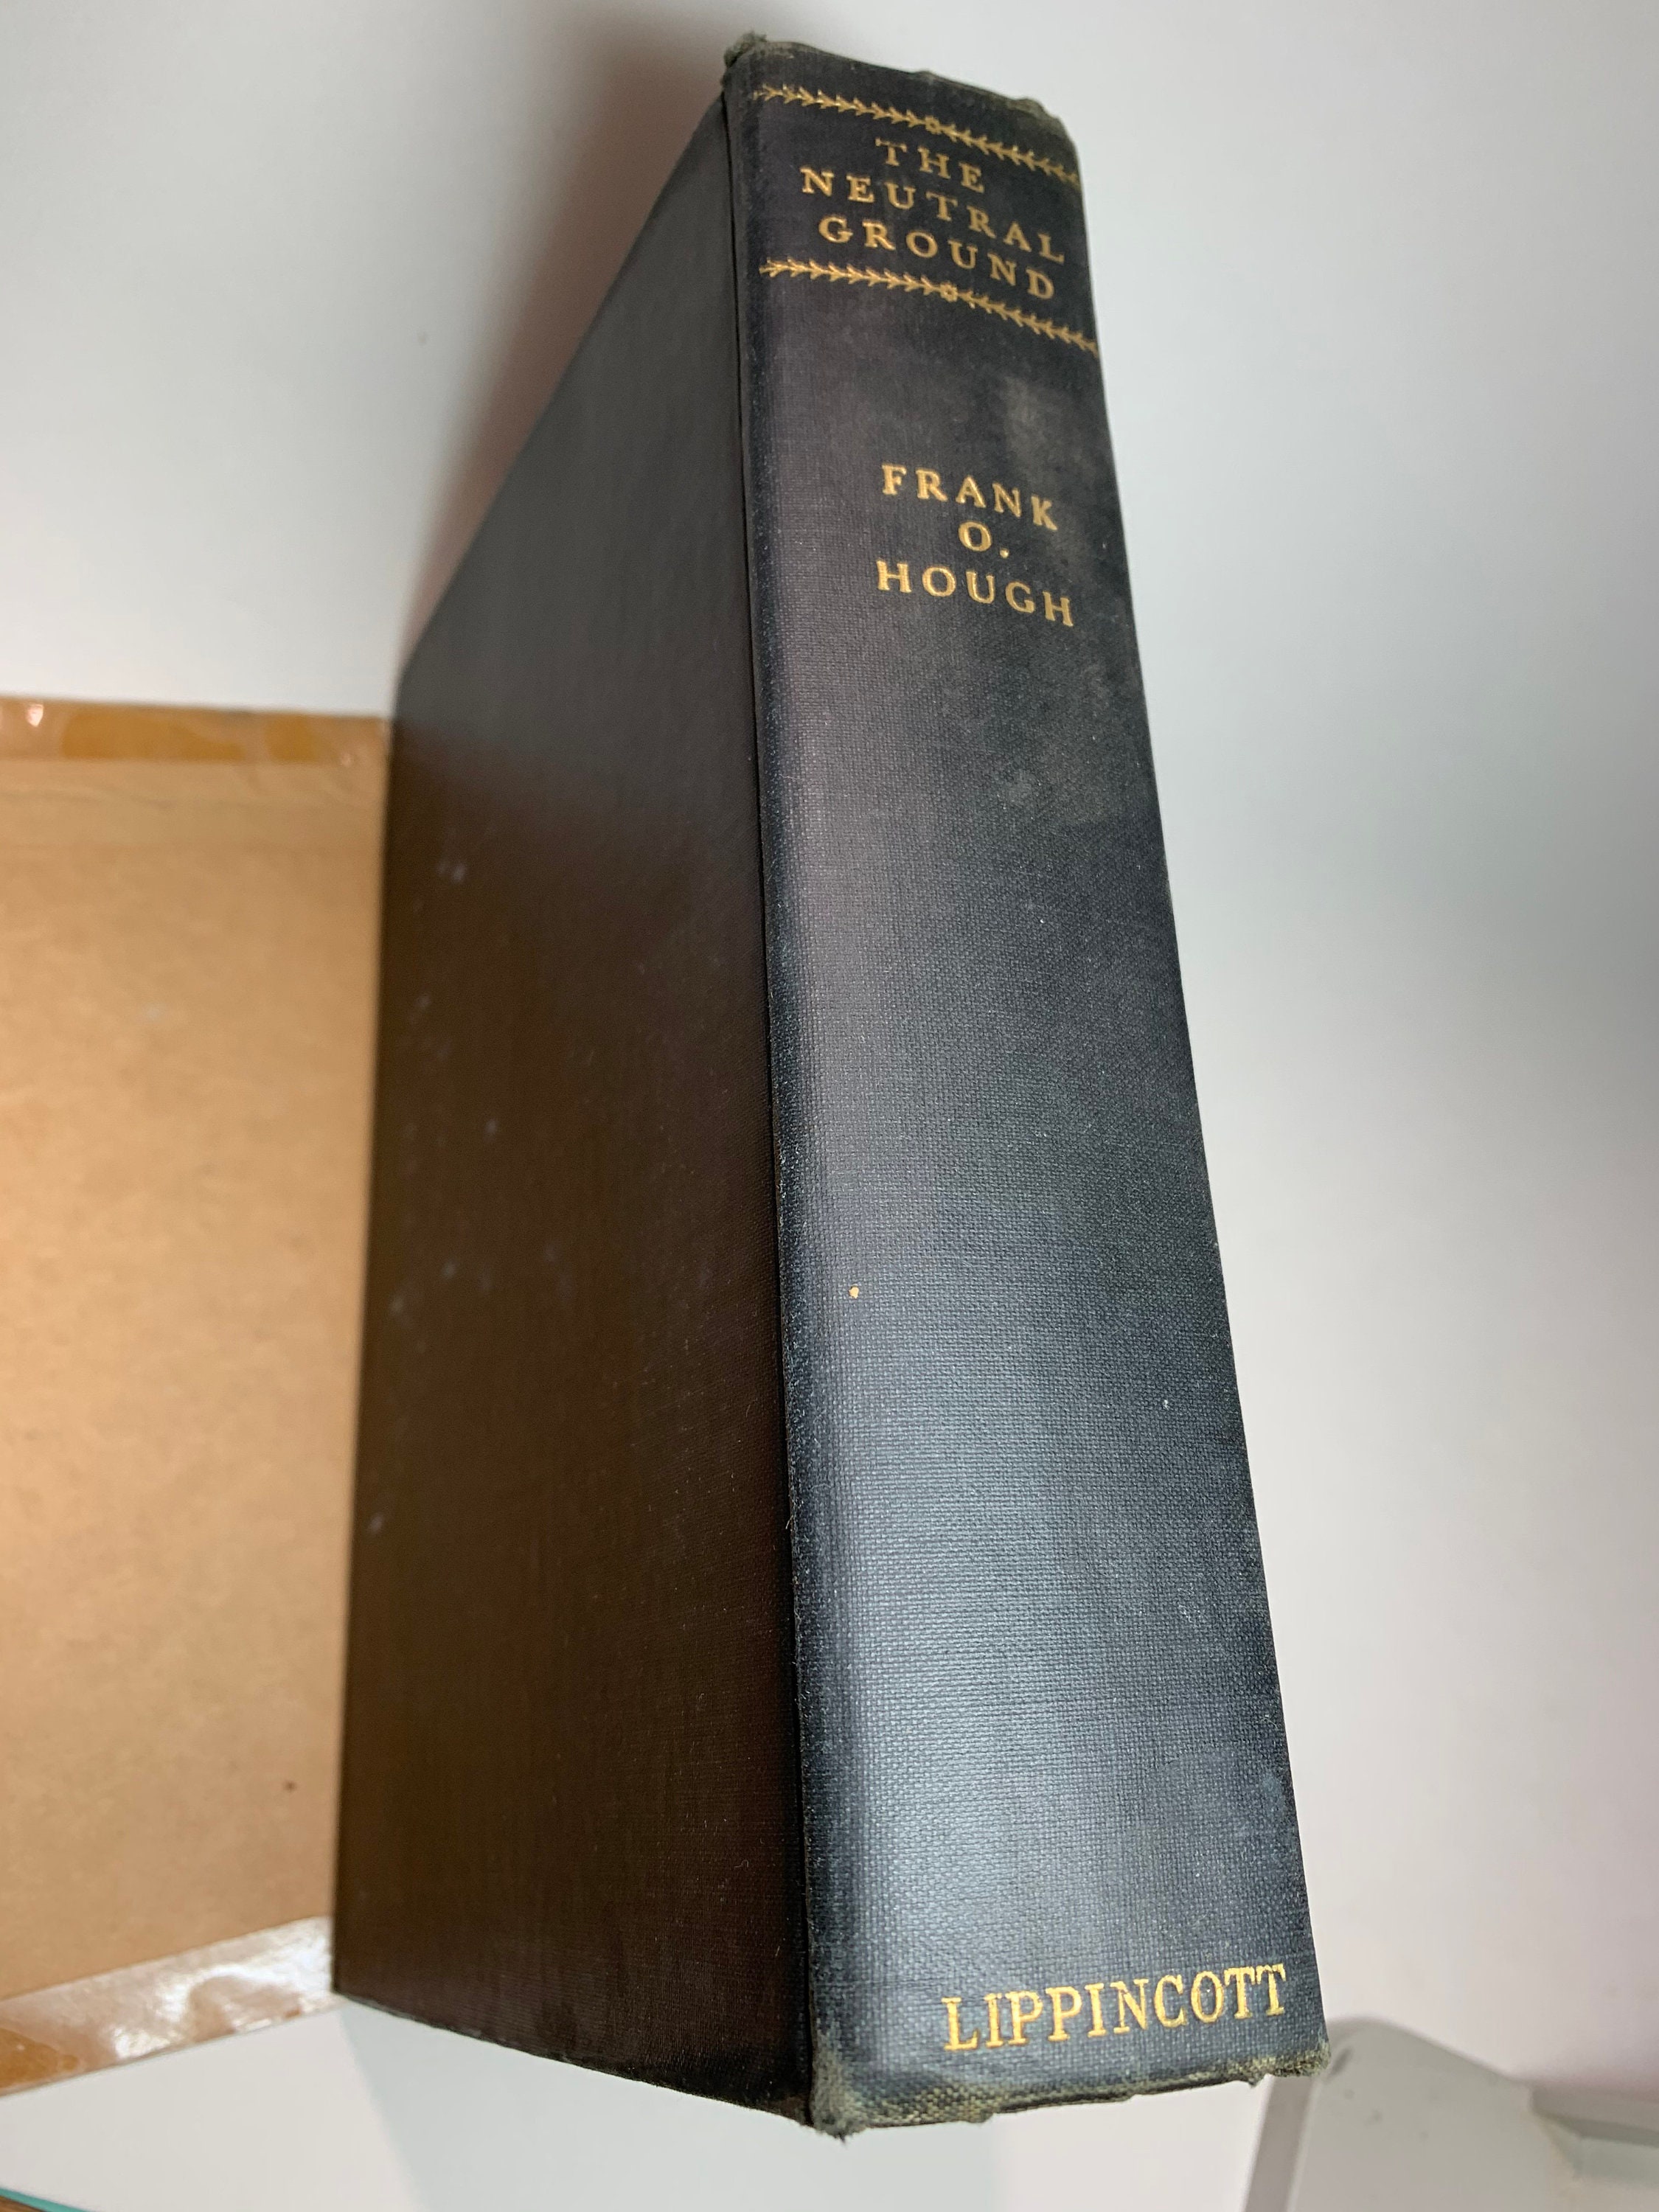 THE
NEUTRAL
GROUND
FRANK
O.
HOUGH
LIPPINCOTT